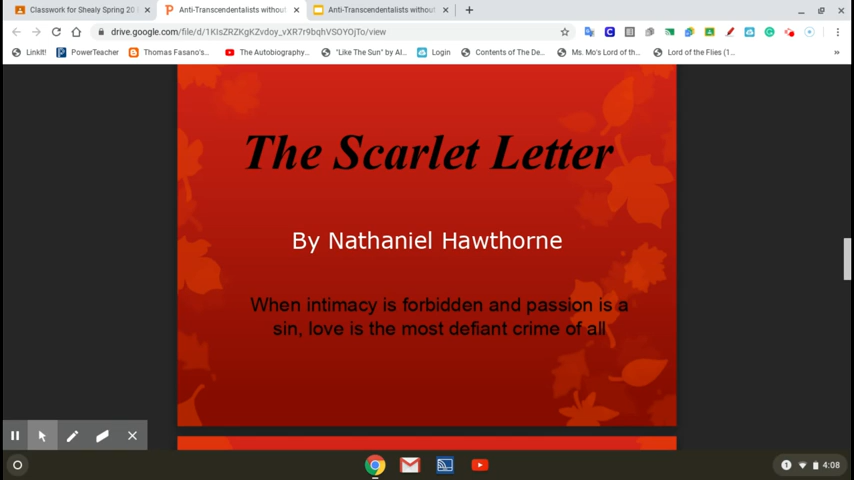 Classwork for Shealy Spring 20
Anti-Transcendentalists without
Anti-Transcendentalists without
drive.google.com/file/d/1KIsZRZKgKZvdoy_vXR7r9bqhVSOYOjTo/view
LinkIt!
PowerTeacher
Thomas Fasano's...
The Autobiography...
"Like The Sun" by Al...
Login
Contents of The De...
Ms. Mo's Lord of th...
Lord of the Flies (1...
The Scarlet Letter
By Nathaniel Hawthorne
When intimacy is forbidden and passion is a
sin, love is the most defiant crime of all
1
4:08